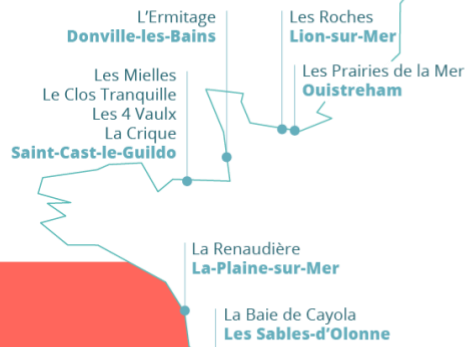 L’Ermitage
Donville-les-Bains
Les Roches
Lion-sur-Mer
Les Mielles
Le Clos Tranquille
Les 4 Vaulx
La Crique
Saint-Cast-le-Guildo
Les Prairies de la Mer
Ouistreham
La Renaudière
La-Plaine-sur-Mer
La Baie de Cayola
Les Sables-d’Olonne